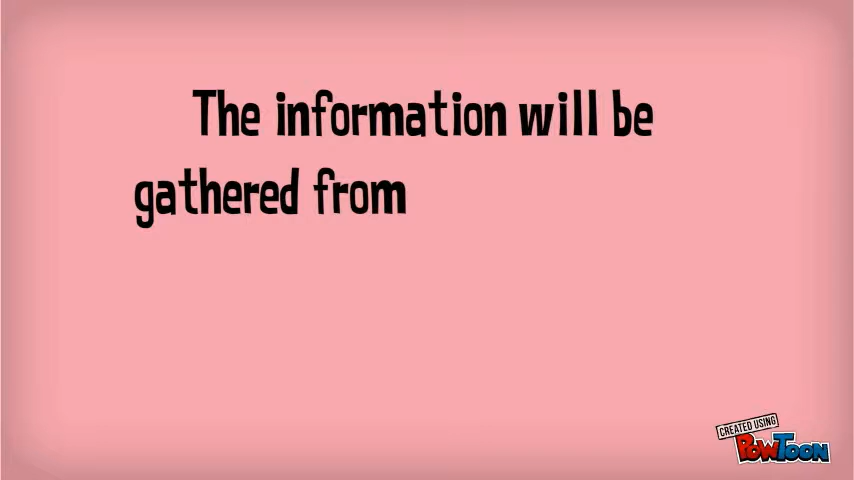 The information will be
gathered from
CREATED USING
POWTOON